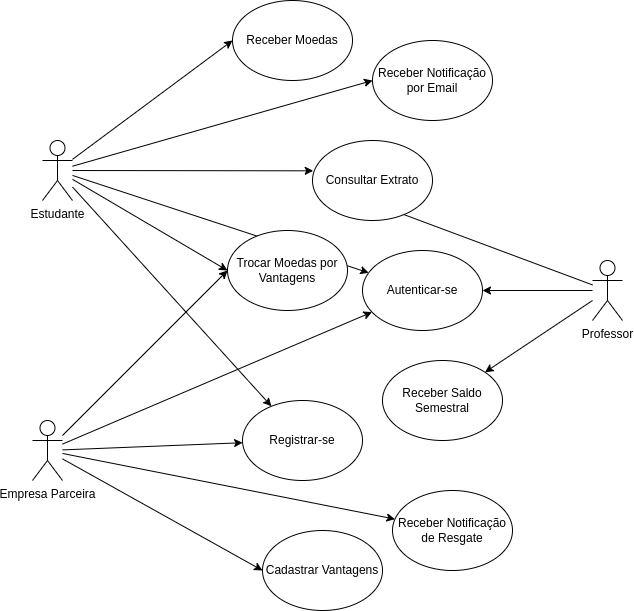 Receber Moedas
Receber Notificação
por Email
Consultar Extrato
Estudante
Trocar Moedas por
Vantagens
Autenticar-se
Professor
Receber Saldo
Semestral
Registrar-se
Empresa Parceira
Receber Notificação
de Resgate
Cadastrar Vantagens